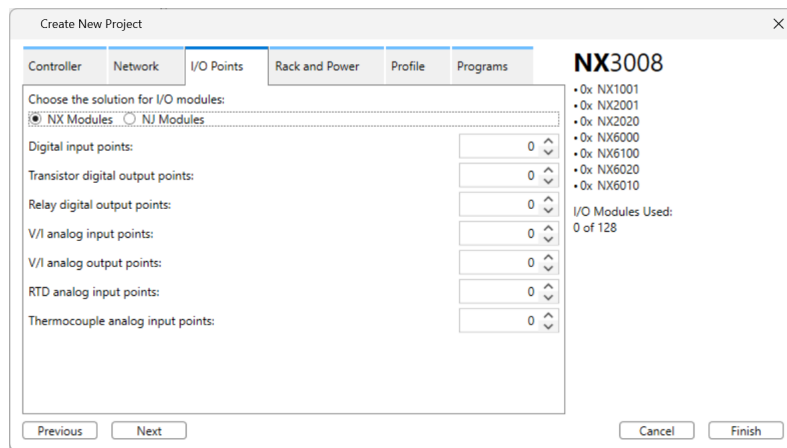 Create New Project
Controller Network I/O Points Rack and Power Profile Programs
Choose the solution for I/O modules:
NX Modules NJ Modules
Digital input points: 0
Transistor digital output points: 0
Relay digital output points: 0
V/I analog input points: 0
V/I analog output points: 0
RTD analog input points: 0
Thermocouple analog input points: 0
NX3008
• 0x NX1001
• 0x NX2001
• 0x NX2020
• 0x NX6000
• 0x NX6100
• 0x NX6020
• 0x NX6010
I/O Modules Used:
0 of 128
Previous Next Cancel Finish